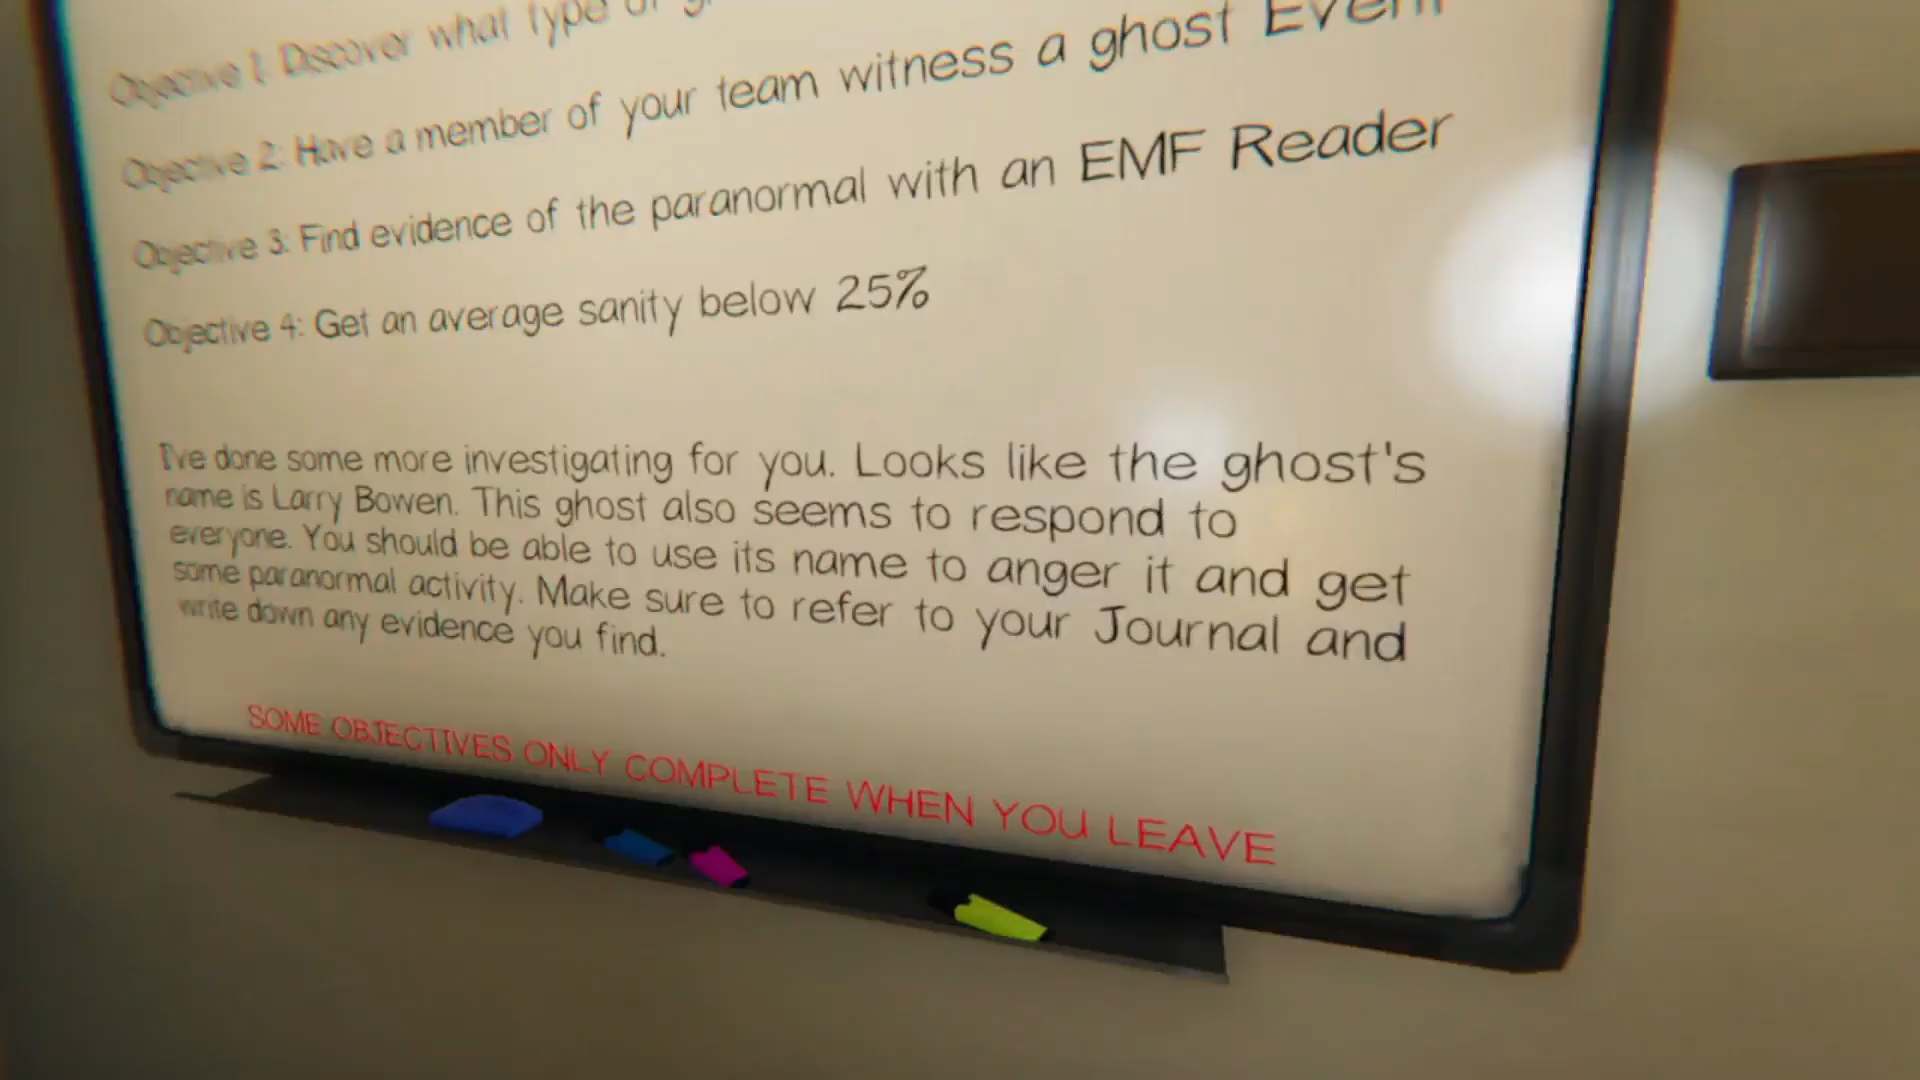 Objective 1: Discover what type of
Objective 2: Have a member of your team witness a ghost Event
Objective 3: Find evidence of the paranormal with an EMF Reader
Objective 4: Get an average sanity below 25%
I've done some more investigating for you. Looks like the ghost's
name is Larry Bowen. This ghost also seems to respond to
everyone. You should be able to use its name to anger it and get
some paranormal activity. Make sure to refer to your Journal and
write down any evidence you find.
SOME OBJECTIVES ONLY COMPLETE WHEN YOU LEAVE